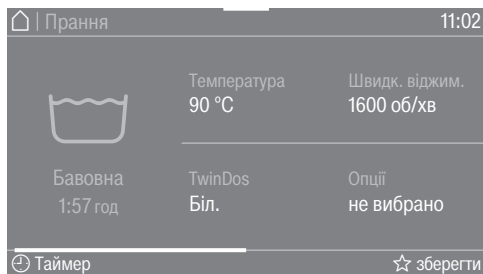 | Прання 11:02
Температура Швидк. віджим.
90 °C 1600 об/хв
Бавовна TwinDos Опції
1:57 год Біл. не вибрано
Таймер зберегти